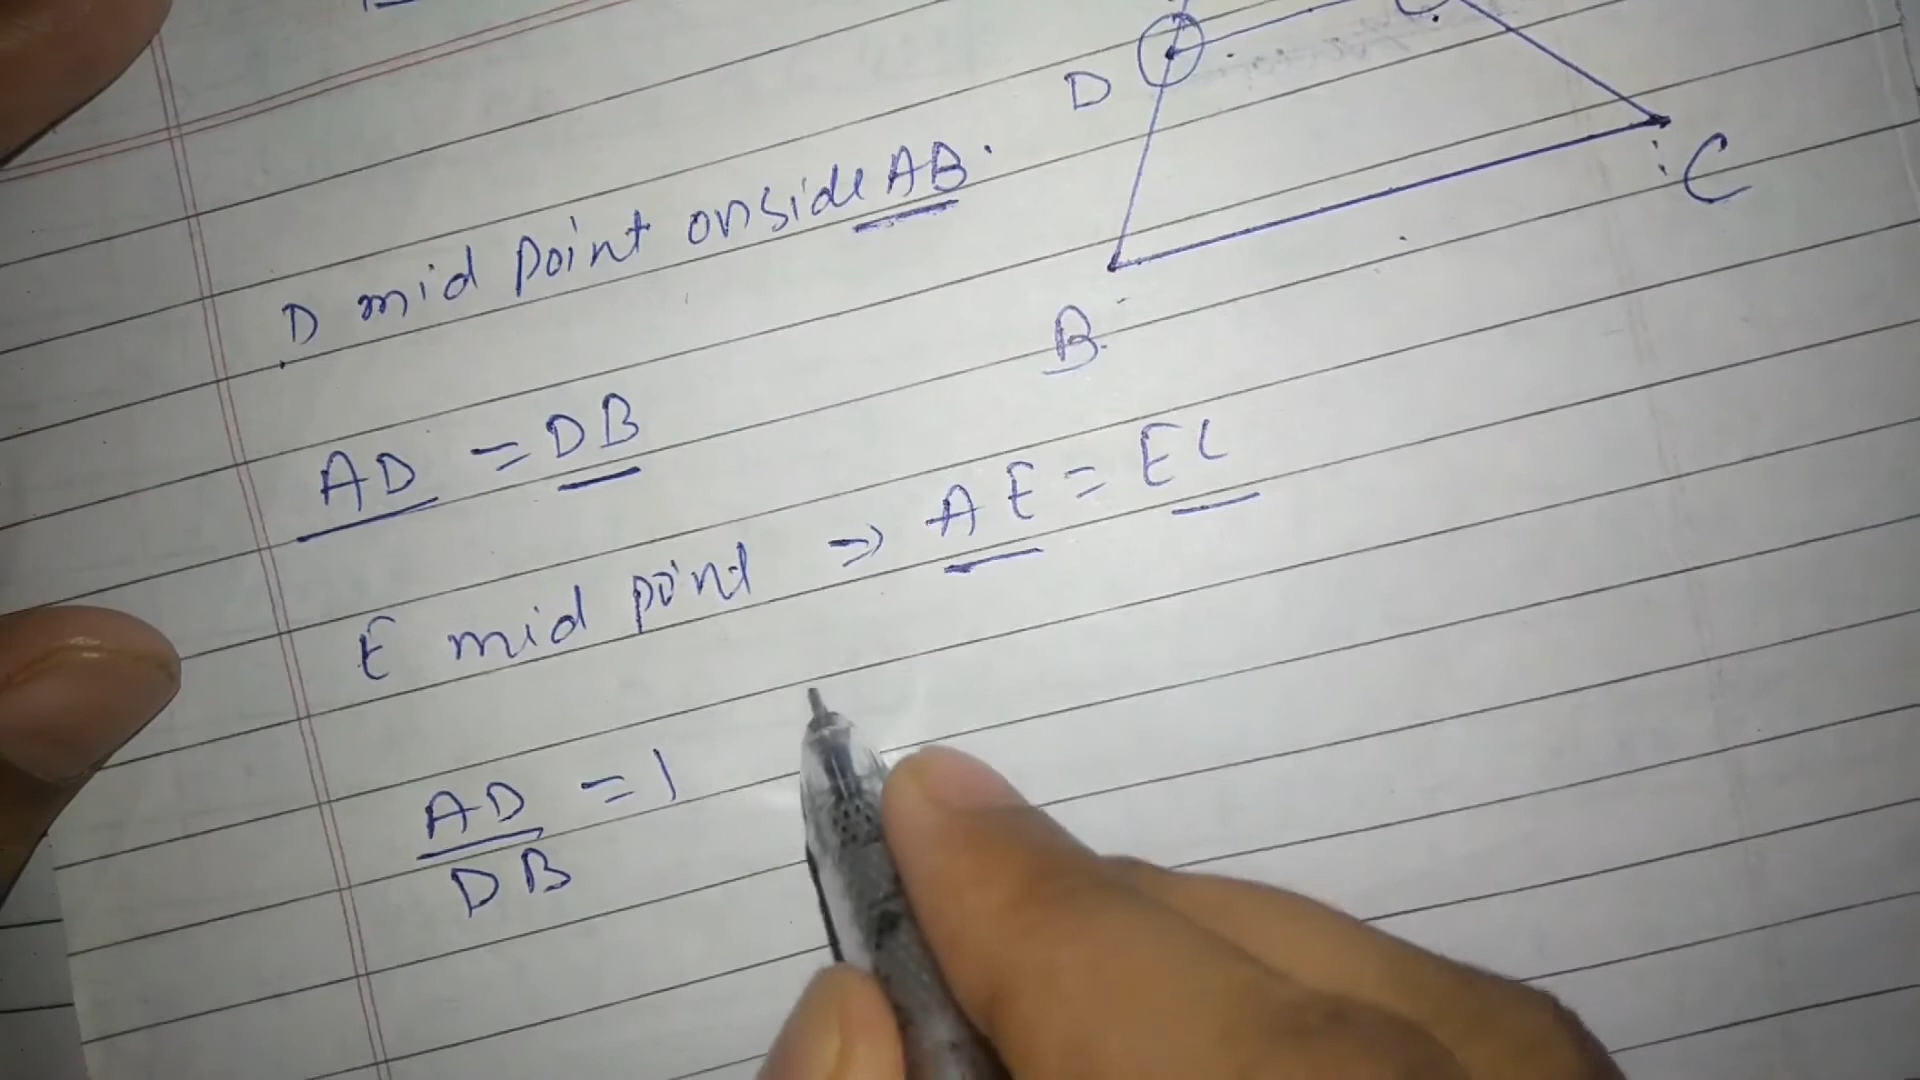 D
C
D mid point on side AB.
B
AD = DB
E mid point ⇒ AE = EC
AD = 1
DB